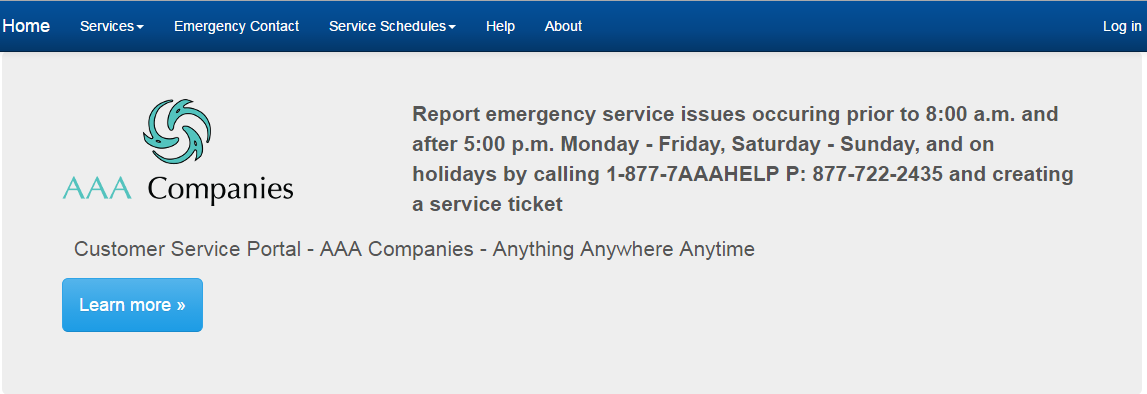 Home Services Emergency Contact Service Schedules Help About Log in
AAA Companies
Report emergency service issues occuring prior to 8:00 a.m. and
after 5:00 p.m. Monday - Friday, Saturday - Sunday, and on
holidays by calling 1-877-7AAAHELP P: 877-722-2435 and creating
a service ticket
Customer Service Portal - AAA Companies - Anything Anywhere Anytime
Learn more »